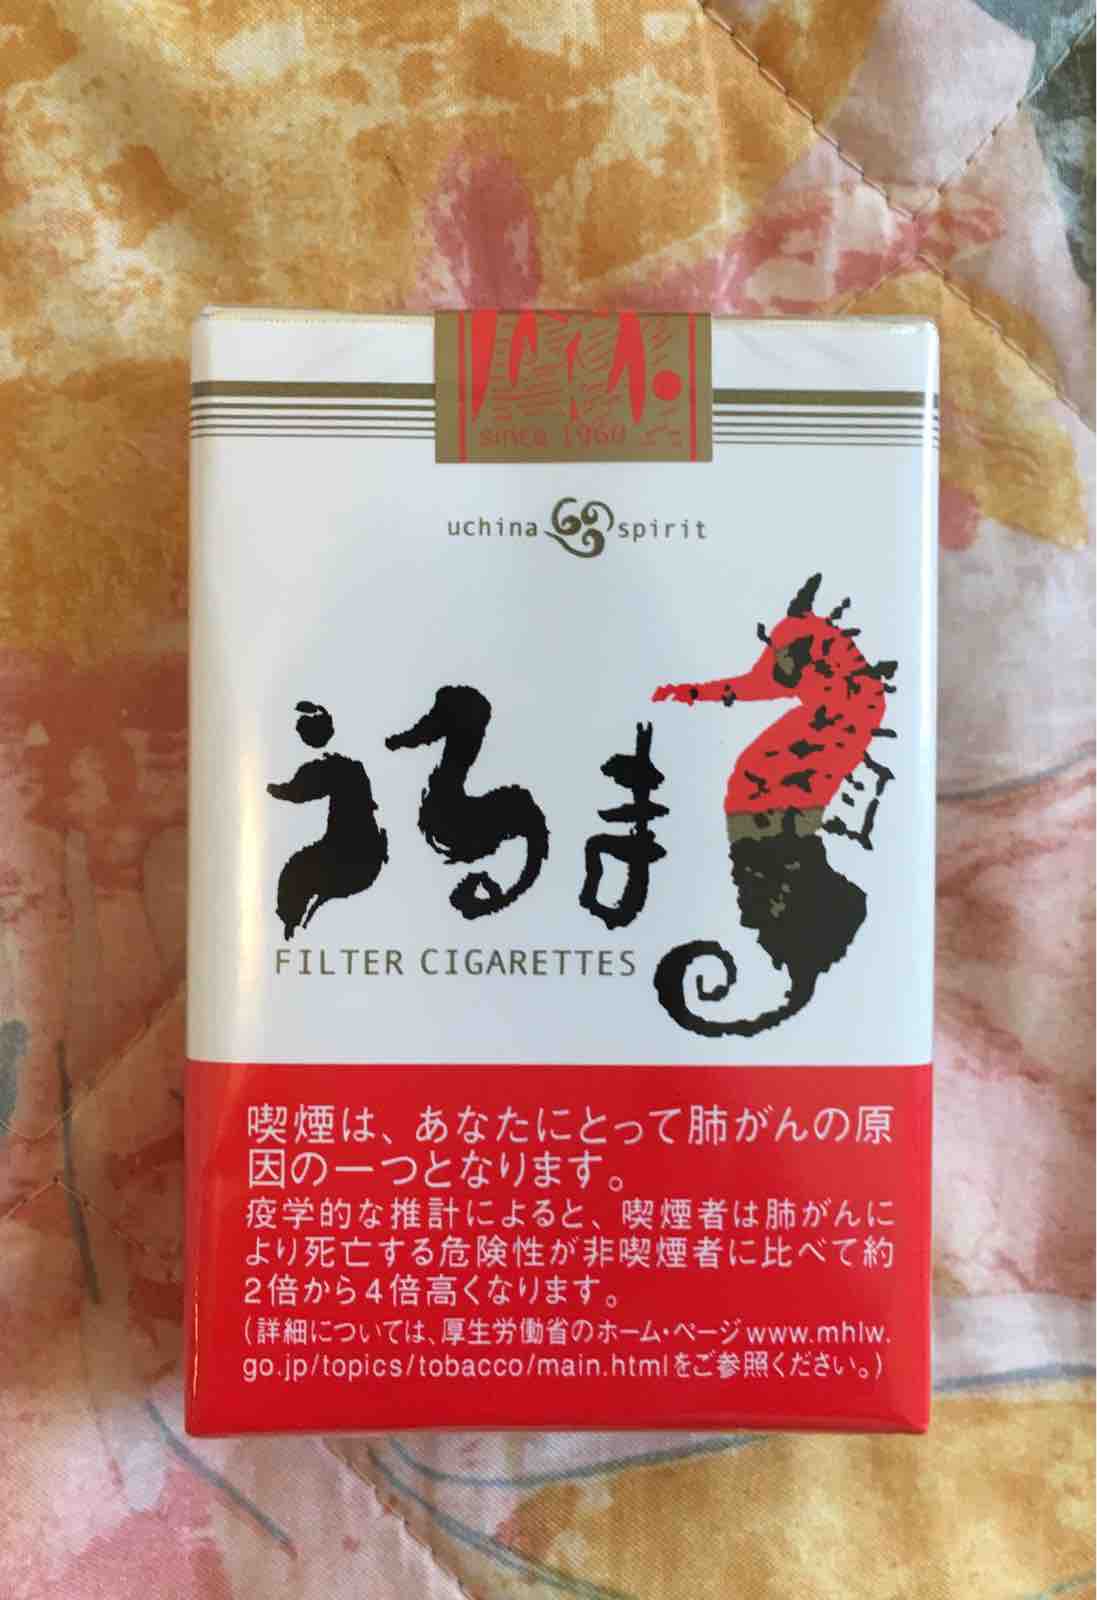 since 1960
uchina spirit
うるま
FILTER CIGARETTES
喫煙は、あなたにとって肺がんの原
因の一つとなります。
疫学的な推計によると、喫煙者は肺がんに
より死亡する危険性が非喫煙者に比べて約
2倍から4倍高くなります。
(詳細については、厚生労働省のホーム・ページwww.mhlw.
go.jp/topics/tobacco/main.htmlをご参照ください。)